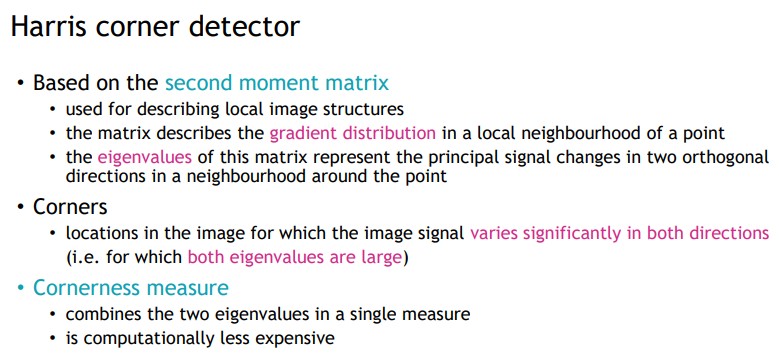 Harris corner detector
• Based on the second moment matrix
• used for describing local image structures
• the matrix describes the gradient distribution in a local neighbourhood of a point
• the eigenvalues of this matrix represent the principal signal changes in two orthogonal
directions in a neighbourhood around the point
• Corners
• locations in the image for which the image signal varies significantly in both directions
(i.e. for which both eigenvalues are large)
• Cornerness measure
• combines the two eigenvalues in a single measure
• is computationally less expensive